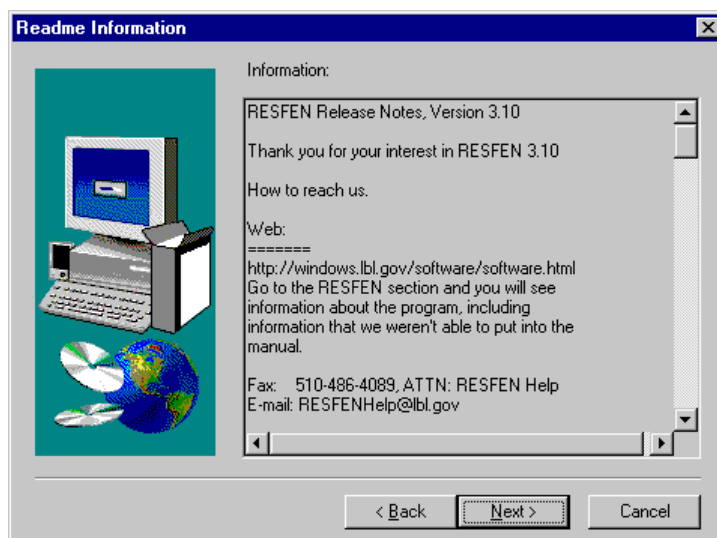 Readme Information
Information:
RESFEN Release Notes, Version 3.10
Thank you for your interest in RESFEN 3.10
How to reach us.
Web:
=======
http://windows.lbl.gov/software/software.html
Go to the RESFEN section and you will see
information about the program, including
information that we weren't able to put into the
manual.
Fax: 510-486-4089, ATTN: RESFEN Help
E-mail: RESFENHelp@lbl.gov
< Back Next > Cancel